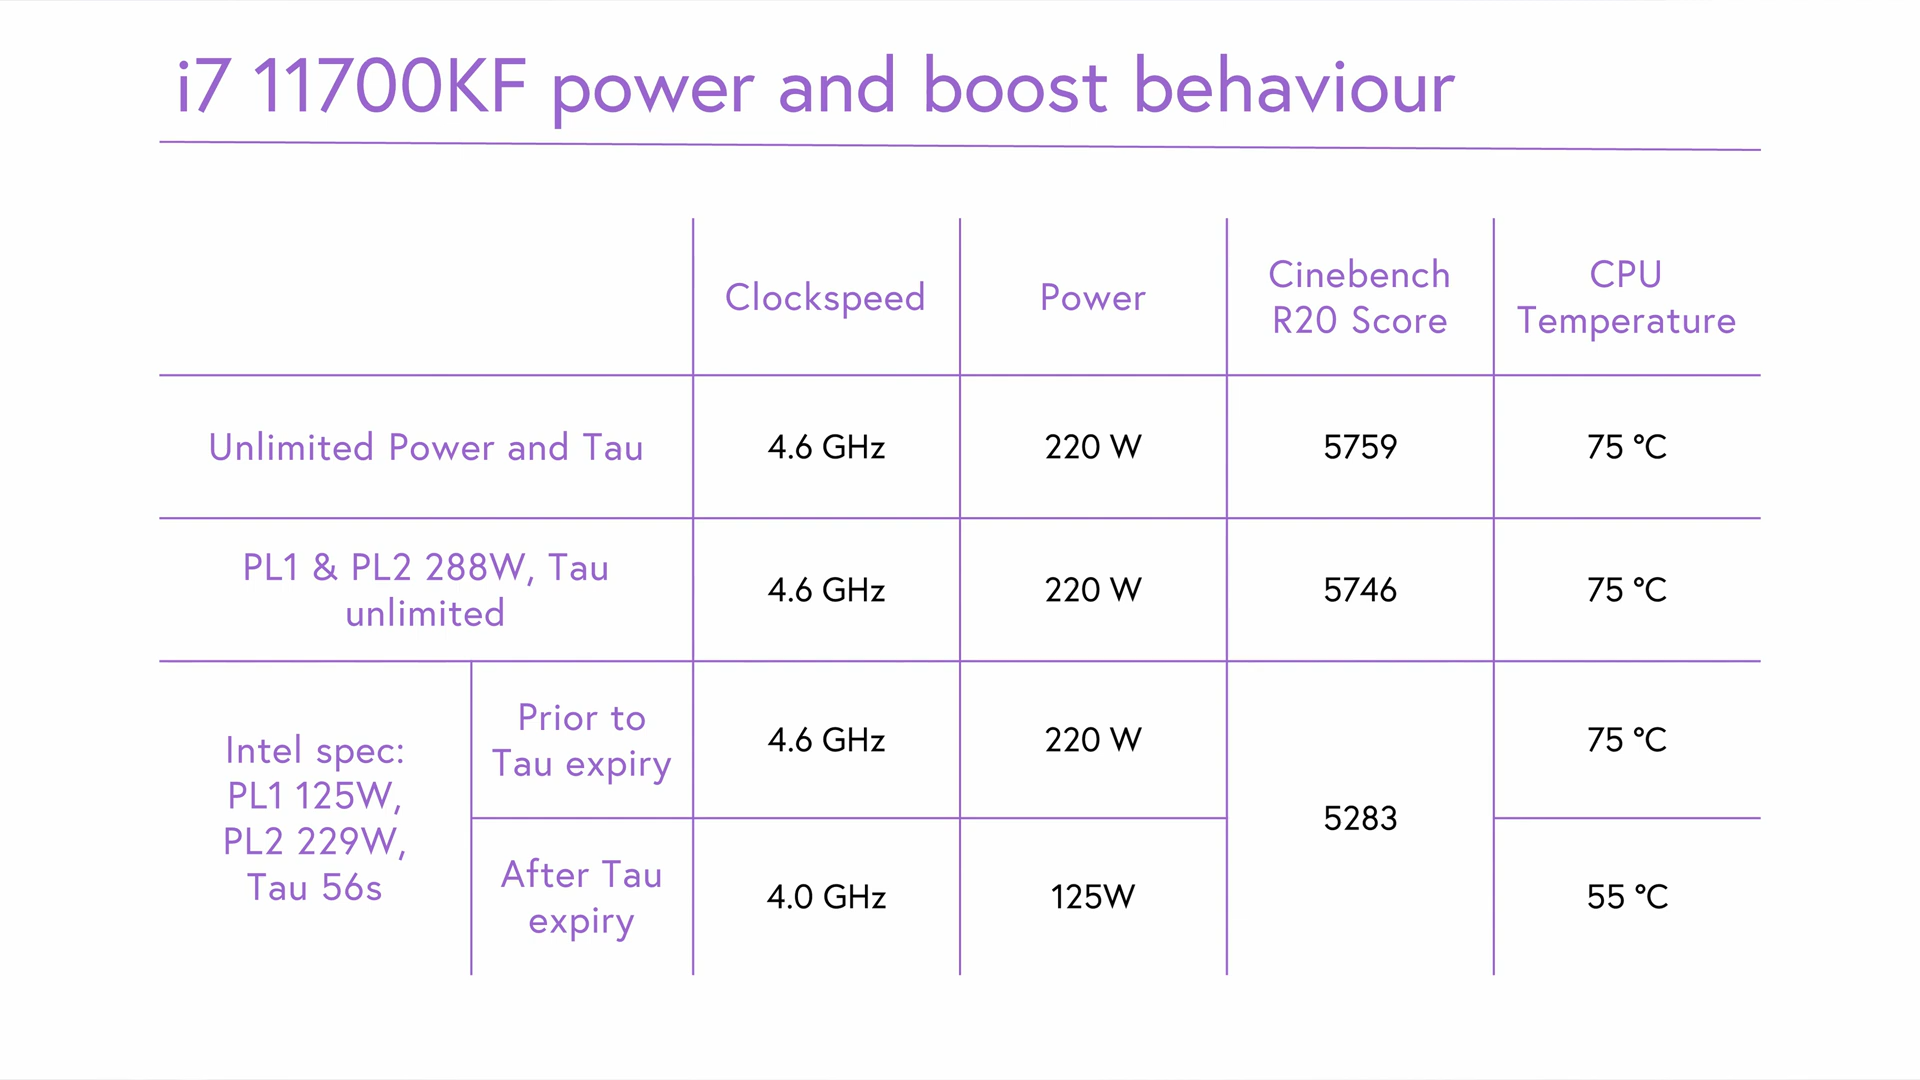 i7 11700KF power and boost behaviour
Clockspeed
Power
Cinebench
R20 Score
CPU
Temperature
Unlimited Power and Tau
4.6 GHz
220 W
5759
75 °C
PL1 & PL2 288W, Tau
unlimited
4.6 GHz
220 W
5746
75 °C
Intel spec:
PL1 125W,
PL2 229W,
Tau 56s
Prior to
Tau expiry
4.6 GHz
220 W
5283
75 °C
After Tau
expiry
4.0 GHz
125W
55 °C